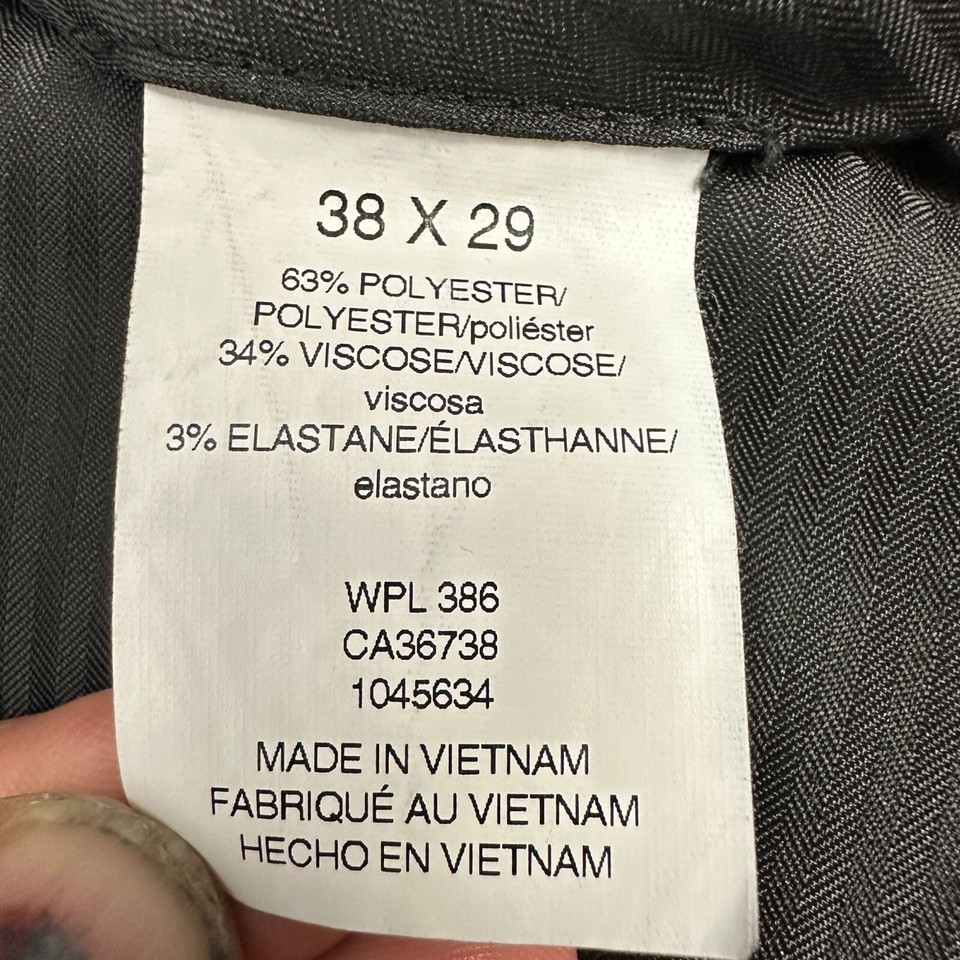 38 X 29
63% POLYESTER/
POLYESTER/poliéster
34% VISCOSE/VISCOSE/
viscosa
3% ELASTANE/ÉLASTHANNE/
elastano
WPL 386
CA36738
1045634
MADE IN VIETNAM
FABRIQUÉ AU VIETNAM
HECHO EN VIETNAM